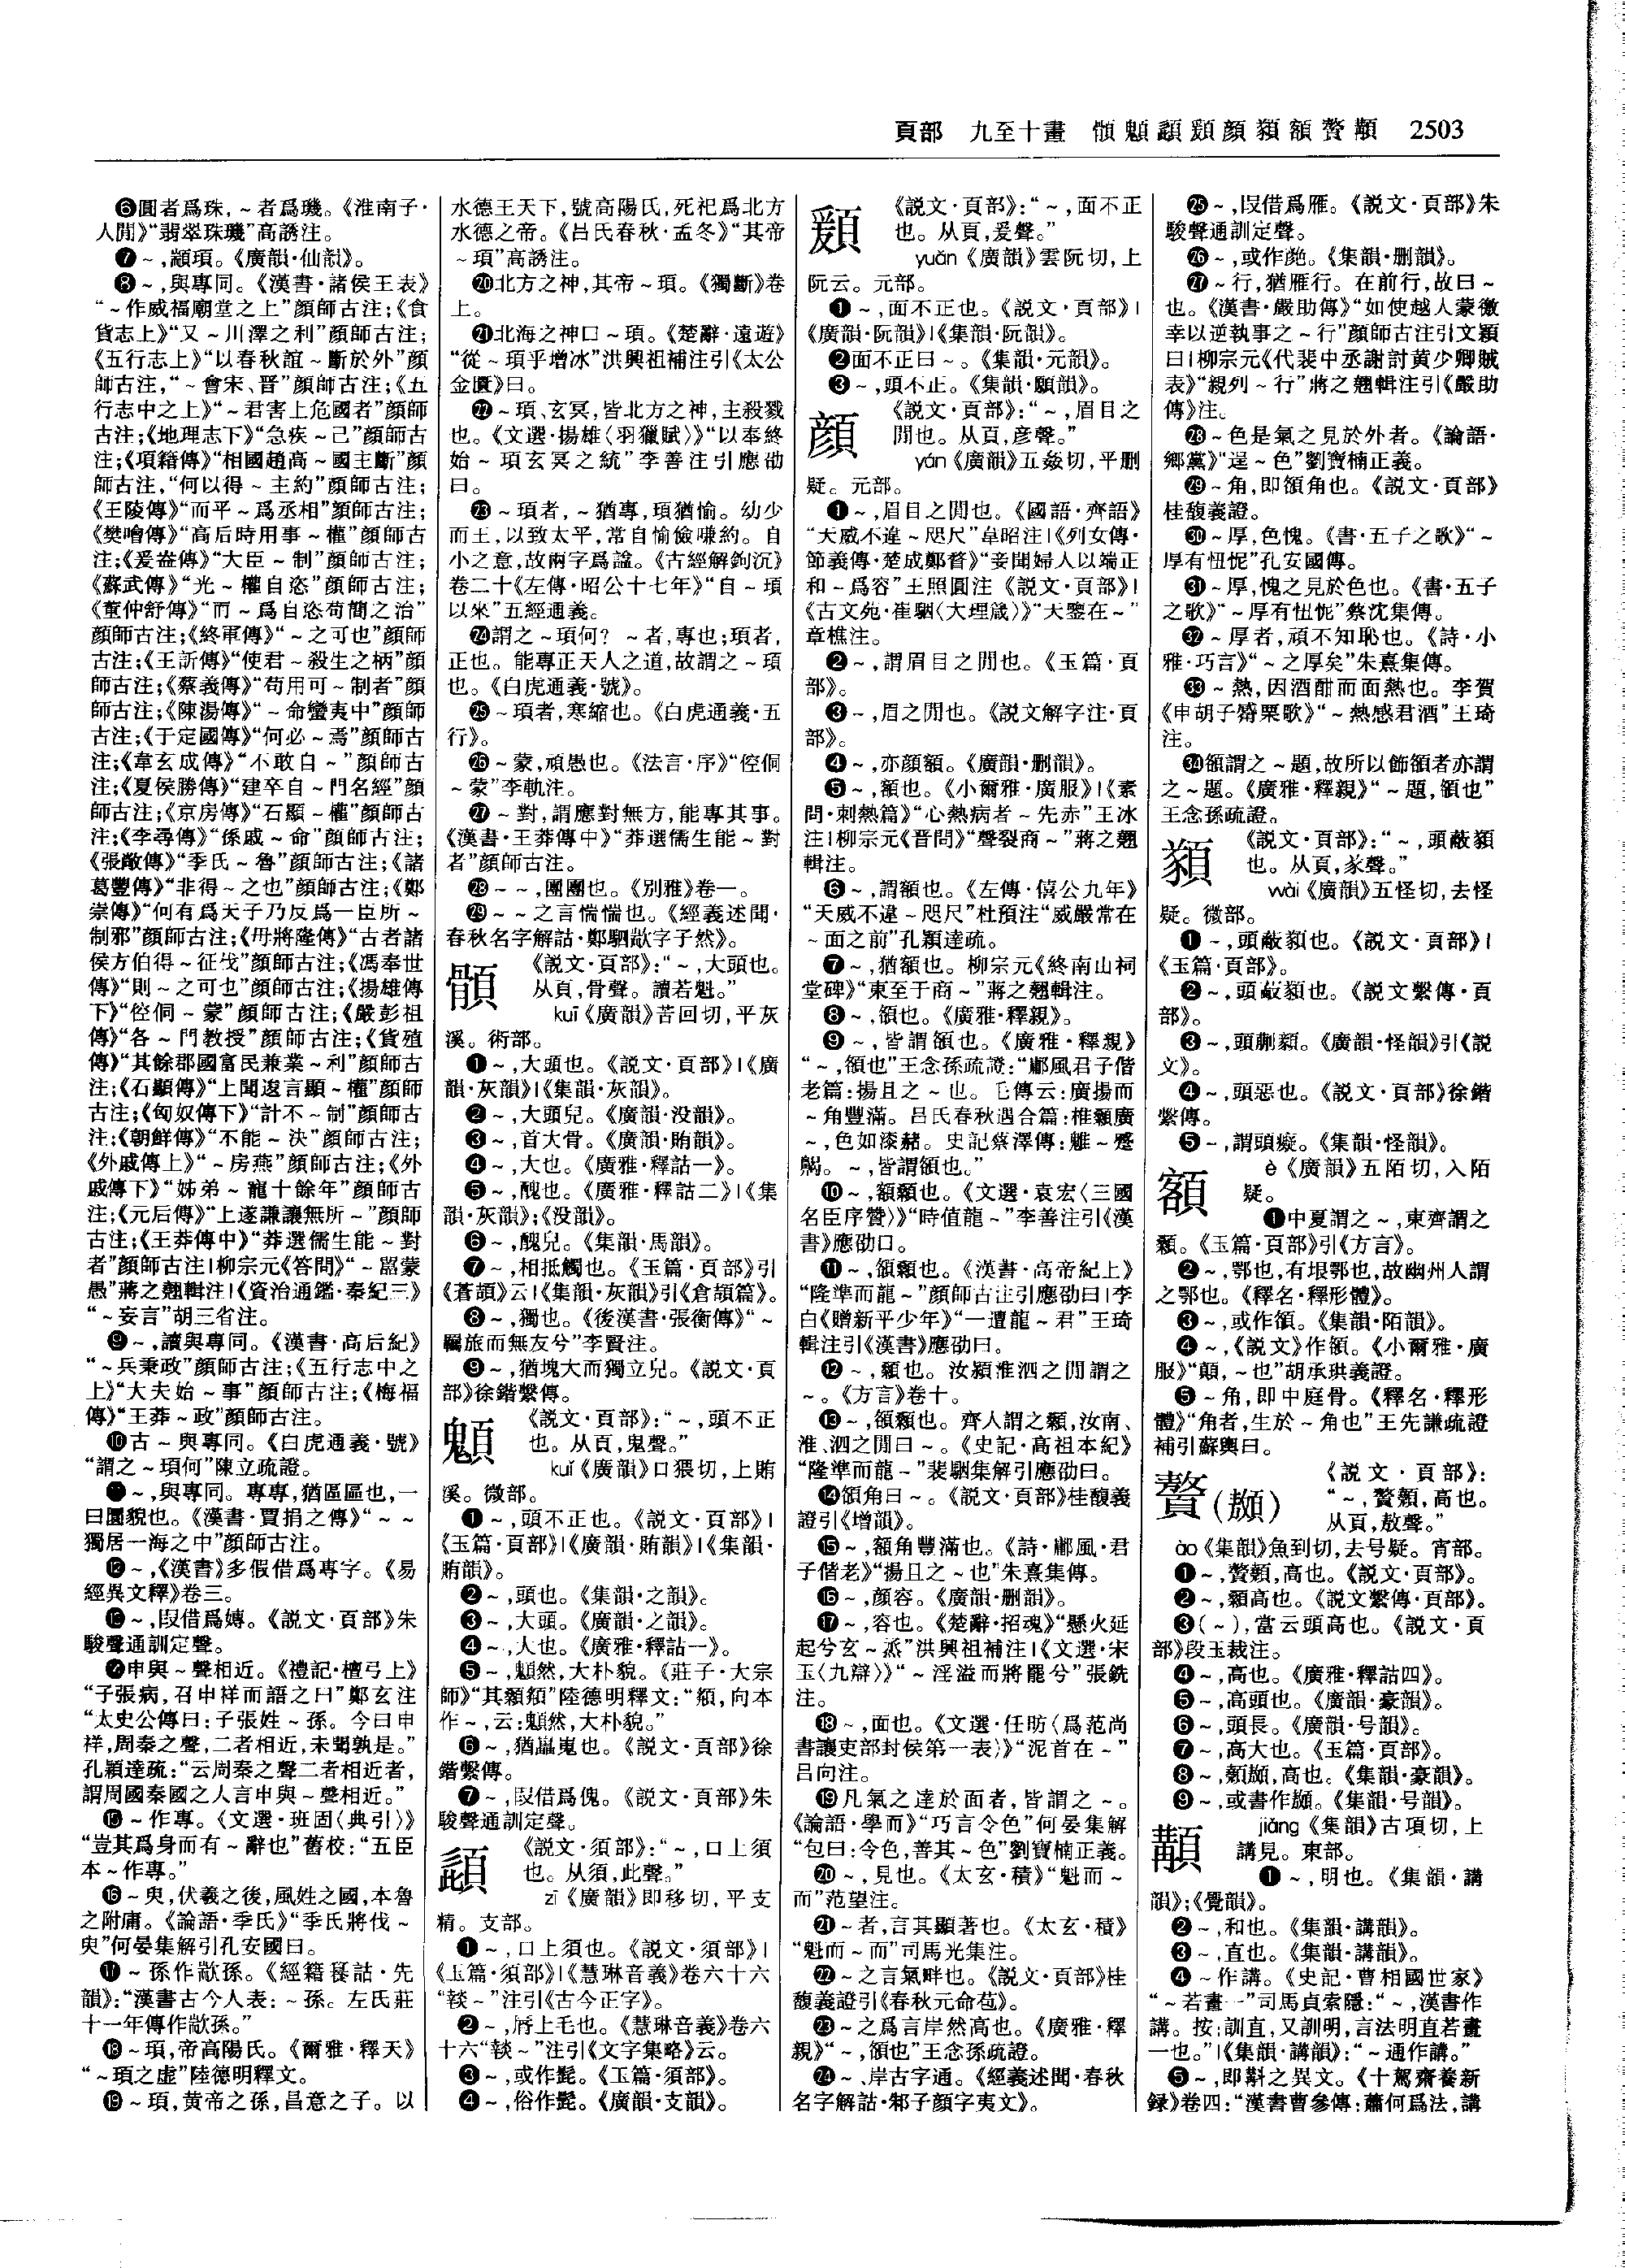 頁部 九至十畫 䫥䫥頾䫟顔顡額贅顜 2503
❻圓者爲珠，～者爲璣。《淮南子·
人閒》“翡翠珠璣”高誘注。
❼～，顓頊。《廣韻·仙韻》。
❽～，與專同。《漢書·諸侯王表》
“～作威福廟堂之上”顔師古注；《食
貨志上》“又～川澤之利”顔師古注；
《五行志上》“以春秋誼～斷於外”顔
師古注，“～會宋、晉”顔師古注；《五
行志中之上》“～君害上危國者”顔師
古注；《地理志下》“急疾～己”顔師古
注；《項籍傳》“相國趙高～國主斷”顔
師古注，“何以得～主約”顔師古注；
《王陵傳》“而平～爲丞相”顔師古注；
《樊噲傳》“高后時用事～權”顔師古
注；《爰盎傳》“大臣～制”顔師古注；
《蘇武傳》“光～權自恣”顔師古注；
《董仲舒傳》“而～爲自恣苟簡之治”
顔師古注；《終軍傳》“～之可也”顔師
古注；《王訢傳》“使君～殺生之柄”顔
師古注；《蔡義傳》“苟用可～制者”顔
師古注；《陳湯傳》“～命蠻夷中”顔師
古注；《于定國傳》“何必～焉”顔師古
注；《韋玄成傳》“不敢自～”顔師古
注；《夏侯勝傳》“建卒自～門名經”顔
師古注；《京房傳》“石顯～權”顔師古
注；《李尋傳》“孫戚～命”顔師古注；
《張敞傳》“季氏～魯”顔師古注；《諸
葛豐傳》“非得～之也”顔師古注；《鄭
崇傳》“何有爲天子乃反爲一臣所～
制邪”顔師古注；《毋將隆傳》“古者諸
侯方伯得～征伐”顔師古注；《馮奉世
傳》“則～之可也”顔師古注；《揚雄傳
下》“倥侗～蒙”顔師古注；《嚴彭祖
傳》“各～門教授”顔師古注；《貨殖
傳》“其餘郡國富民兼業～利”顔師古
注；《石顯傳》“上聞逡言顯～權”顔師
古注；《匈奴傳下》“計不～制”顔師古
注；《朝鮮傳》“不能～決”顔師古注；
《外戚傳上》“～房燕”顔師古注；《外
戚傳下》“姊弟～寵十餘年”顔師古
注；《元后傳》“上遂謙讓無所～”顔師
古注；《王莽傳中》“莽選儒生能～對
者”顔師古注|柳宗元《答問》“～嚚蒙
愚”蔣之翹輯注|《資治通鑑·秦紀三》
“～妄言”胡三省注。
❾～，讀與專同。《漢書·高后紀》
“～兵秉政”顔師古注；《五行志中之
上》“大夫始～事”顔師古注；《梅福
傳》“王莽～政”顔師古注。
❿古～與專同。《白虎通義·號》
“謂之～頊何”陳立疏證。
⓫～，與專同。專專，猶區區也，一
曰圜貌也。《漢書·賈捐之傳》“～～
獨居一海之中”顔師古注。
⓬～，《漢書》多假借爲專字。《易
經異文釋》卷三。
⓭～，叚借爲嫥。《説文·頁部》朱
駿聲通訓定聲。
⓮申與～聲相近。《禮記·檀弓上》
“子張病，召申祥而語之曰”鄭玄注
“太史公傳曰：子張姓～孫。今曰申
祥，周秦之聲，二者相近，未聞孰是。”
孔穎達疏：“云周秦之聲二者相近者，
謂周國秦國之人言申與～聲相近。”
⓯～作專。《文選·班固〈典引〉》
“豈其爲身而有～辭也”舊校：“五臣
本～作專。”
⓰～臾，伏羲之後，風姓之國，本魯
之附庸。《論語·季氏》“季氏將伐～
臾”何晏集解引孔安國曰。
⓱～孫作歂孫。《經籍籑詁·先
韻》：“漢書古今人表：～孫。左氏莊
十一年傳作歂孫。”
⓲～頊，帝高陽氏。《爾雅·釋天》
“～頊之虛”陸德明釋文。
⓳～頊，黄帝之孫，昌意之子。以
水德王天下，號高陽氏，死祀爲北方
水德之帝。《吕氏春秋·孟冬》“其帝
～頊”高誘注。
⓴北方之神，其帝～頊。《獨斷》卷
上。
㉑北海之神曰～頊。《楚辭·遠遊》
“從～頊乎增冰”洪興祖補注引《太公
金匱》曰。
㉒～頊、玄冥，皆北方之神，主殺戮
也。《文選·揚雄〈羽獵賦〉》“以奉終
始～頊玄冥之統”李善注引應劭
曰。
㉓～頊者，～猶專，頊猶愉。幼少
而王，以致太平，常自愉儉嗛約。自
小之意，故兩字爲謚。《古經解鉤沉》
卷二十《左傳·昭公十七年》“自～頊
以來”五經通義。
㉔謂之～頊何？～者，專也；頊者，
正也。能專正天人之道，故謂之～頊
也。《白虎通義·號》。
㉕～頊者，寒縮也。《白虎通義·五
行》。
㉖～蒙，頑愚也。《法言·序》“倥侗
～蒙”李軌注。
㉗～對，謂應對無方，能專其事。
《漢書·王莽傳中》“莽選儒生能～對
者”顔師古注。
㉘～～，團團也。《別雅》卷一。
㉙～～之言惴惴也。《經義述聞·
春秋名字解詁·鄭駟歂字子然》。
《説文·頁部》：“～，大頭也。
从頁，骨聲。讀若魁。”
kuī《廣韻》苦回切，平灰
溪。術部。
❶～，大頭也。《説文·頁部》|《廣
韻·灰韻》|《集韻·灰韻》。
❷～，大頭皃。《廣韻·没韻》。
❸～，首大骨。《廣韻·賄韻》。
❹～，大也。《廣雅·釋詁一》。
❺～，醜也。《廣雅·釋詁二》|《集
韻·灰韻》；《没韻》。
❻～，醜皃。《集韻·馬韻》。
❼～，相抵觸也。《玉篇·頁部》引
《蒼頡》云|《集韻·灰韻》引《倉頡篇》。
❽～，獨也。《後漢書·張衡傳》“～
羈旅而無友兮”李賢注。
❾～，猶塊大而獨立皃。《説文·頁
部》徐鍇繫傳。
《説文·頁部》：“～，頭不正
也。从頁，鬼聲。”
kuǐ《廣韻》口猥切，上賄
溪。微部。
❶～，頭不正也。《説文·頁部》|
《玉篇·頁部》|《廣韻·賄韻》|《集韻·
賄韻》。
❷～，頭也。《集韻·之韻》。
❸～，大頭。《廣韻·之韻》。
❹～，大也。《廣雅·釋詁一》。
❺～，䫥然，大朴貌。《莊子·大宗
師》“其顙頯”陸德明釋文：“頯，向本
作～，云：䫥然，大朴貌。”
❻～，猶磊嵬也。《説文·頁部》徐
鍇繫傳。
❼～，叚借爲傀。《説文·頁部》朱
駿聲通訓定聲。
頾 《説文·須部》：“～，口上須
也。从須，此聲。”
zī《廣韻》即移切，平支
精。支部。
❶～，口上須也。《説文·須部》|
《玉篇·須部》|《慧琳音義》卷六十六
“䫇～”注引《古今正字》。
❷～，脣上毛也。《慧琳音義》卷六
十六“䫇～”注引《文字集略》云。
❸～，或作髭。《玉篇·須部》。
❹～，俗作髭。《廣韻·支韻》。
《説文·頁部》：“～，面不正
也。从頁，爰聲。”
yuǎn《廣韻》雲阮切，上
阮云。元部。
❶～，面不正也。《説文·頁部》|
《廣韻·阮韻》|《集韻·阮韻》。
❷面不正曰～。《集韻·元韻》。
❸～，頭不正。《集韻·願韻》。
顔 《説文·頁部》：“～，眉目之
閒也。从頁，彦聲。”
yán《廣韻》五姦切，平刪
疑。元部。
❶～，眉目之閒也。《國語·齊語》
“天威不違～咫尺”韋昭注|《列女傳·
節義傳·楚成鄭瞀》“妾聞婦人以端正
和～爲容”王照圓注《説文·頁部》|
《古文苑·崔駰〈大理箴〉》“天鑒在～”
章樵注。
❷～，謂眉目之閒也。《玉篇·頁
部》。
❸～，眉之閒也。《説文解字注·頁
部》。
❹～，亦顔額。《廣韻·刪韻》。
❺～，額也。《小爾雅·廣服》|《素
問·刺熱篇》“心熱病者～先赤”王冰
注|柳宗元《晉問》“聲裂商～”蔣之翹
輯注。
❻～，謂額也。《左傳·僖公九年》
“天威不違～咫尺”杜預注“威嚴常在
～面之前”孔穎達疏。
❼～，猶額也。柳宗元《終南山祠
堂碑》“東至于商～”蔣之翹輯注。
❽～，頟也。《廣雅·釋親》。
❾～，皆謂頟也。《廣雅·釋親》
“～，頟也”王念孫疏證：“鄘風君子偕
老篇：揚且之～也。毛傳云：廣揚而
～角豐滿。吕氏春秋遇合篇：椎顙廣
～，色如漆赭。史記蔡澤傳：魋～蹙
齃。～，皆謂頟也。”
❿～，額顙也。《文選·袁宏〈三國
名臣序贊〉》“時值龍～”李善注引《漢
書》應劭曰。
⓫～，頟顙也。《漢書·高帝紀上》
“隆準而龍～”顔師古注引應劭曰|李
白《贈新平少年》“一遭龍～君”王琦
輯注引《漢書》應劭曰。
⓬～，顙也。汝潁淮泗之閒謂之
～。《方言》卷十。
⓭～，頟顙也。齊人謂之顙，汝南、
淮、泗之閒曰～。《史記·高祖本紀》
“隆準而龍～”裴駰集解引應劭曰。
⓮頟角曰～。《説文·頁部》桂馥義
證引《增韻》。
⓯～，額角豐滿也。《詩·鄘風·君
子偕老》“揚且之～也”朱熹集傳。
⓰～，顔容。《廣韻·刪韻》。
⓱～，容也。《楚辭·招魂》“懸火延
起兮玄～烝”洪興祖補注|《文選·宋
玉〈九辯〉》“～淫溢而將罷兮”張銑
注。
⓲～，面也。《文選·任昉〈爲范尚
書讓吏部封侯第一表〉》“泥首在～”
吕向注。
⓳凡氣之達於面者，皆謂之～。
《論語·學而》“巧言令色”何晏集解
“包曰：令色，善其～色”劉寶楠正義。
⓴～，見也。《太玄·積》“魁而～
而”范望注。
㉑～者，言其顯著也。《太玄·積》
“魁而～而”司馬光集注。
㉒～之言氣畔也。《説文·頁部》桂
馥義證引《春秋元命苞》。
㉓～之爲言岸然高也。《廣雅·釋
親》“～，頟也”王念孫疏證。
㉔～、岸古字通。《經義述聞·春秋
名字解詁·邾子顔字夷父》。
㉕～，叚借爲雁。《説文·頁部》朱
駿聲通訓定聲。
㉖～，或作𩒹。《集韻·刪韻》。
㉗～行，猶雁行。在前行，故曰～
也。《漢書·嚴助傳》“如使越人蒙徼
幸以逆執事之～行”顔師古注引文穎
曰|柳宗元《代裴中丞謝討黄少卿賊
表》“親列～行”蔣之翹輯注引《嚴助
傳》注。
㉘～色是氣之見於外者。《論語·
鄉黨》“逞～色”劉寶楠正義。
㉙～角，即頟角也。《説文·頁部》
桂馥義證。
㉚～厚，色愧。《書·五子之歌》“～
厚有忸怩”孔安國傳。
㉛～厚，愧之見於色也。《書·五子
之歌》“～厚有忸怩”蔡沈集傳。
㉜～厚者，頑不知恥也。《詩·小
雅·巧言》“～之厚矣”朱熹集傳。
㉝～熱，因酒酣而面熱也。李賀
《申胡子觱栗歌》“～熱感君酒”王琦
注。
㉞頟謂之～題，故所以飾頟者亦謂
之～題。《廣雅·釋親》“～題，頟也”
王念孫疏證。
顡 《説文·頁部》：“～，頭蔽顡
也。从頁，豙聲。”
wài《廣韻》五怪切，去怪
疑。微部。
❶～，頭蔽顡也。《説文·頁部》|
《玉篇·頁部》。
❷～，頭蔽顡也。《説文繫傳·頁
部》。
❸～，頭蒯顡。《廣韻·怪韻》引《説
文》。
❹～，頭惡也。《説文·頁部》徐鍇
繫傳。
❺～，謂頭癡。《集韻·怪韻》。
額 è《廣韻》五陌切，入陌
疑。
❶中夏謂之～，東齊謂之
顙。《玉篇·頁部》引《方言》。
❷～，鄂也，有垠鄂也，故幽州人謂
之鄂也。《釋名·釋形體》。
❸～，或作頟。《集韻·陌韻》。
❹～，《説文》作頟。《小爾雅·廣
服》“顛，～也”胡承珙義證。
❺～角，即中庭骨。《釋名·釋形
體》“角者，生於～角也”王先謙疏證
補引蘇輿曰。
《説文·頁部》：
“～，贅顤，高也。
从頁，敖聲。”
ào《集韻》魚到切，去号疑。宵部。
❶～，贅顤，高也。《説文·頁部》。
❷～，顤高也。《説文繫傳·頁部》。
❸（～），當云頭高也。《説文·頁
部》段玉裁注。
❹～，高也。《廣雅·釋詁四》。
❺～，高頭也。《廣韻·豪韻》。
❻～，頭長。《廣韻·号韻》。
❼～，高大也。《玉篇·頁部》。
❽～，高也。《集韻·豪韻》。
❾～，或書作。《集韻·号韻》。
顜 jiǎng《集韻》古項切，上
講見。東部。
❶～，明也。《集韻·講
韻》；《覺韻》。
❷～，和也。《集韻·講韻》。
❸～，直也。《集韻·講韻》。
❹～作講。《史記·曹相國世家》
“～若畫一”司馬貞索隱：“～，漢書作
講。按：訓直，又訓明，言法明直若畫
一也。”|《集韻·講韻》：“～通作講。”
❺～，即斠之異文。《十駕齋養新
録》卷四：“漢書曹參傳：蕭何爲法，講